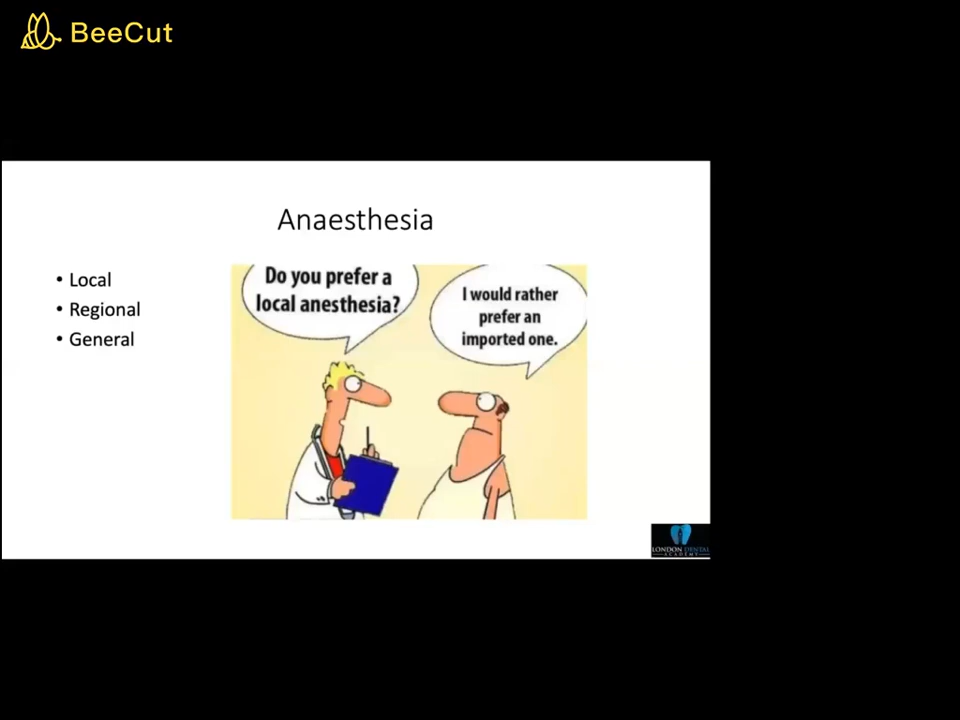 BeeCut
Anaesthesia
• Local
• Regional
• General
Do you prefer a
local anesthesia?
I would rather
prefer an
imported one.
LONDON DENTAL
ACADEMY